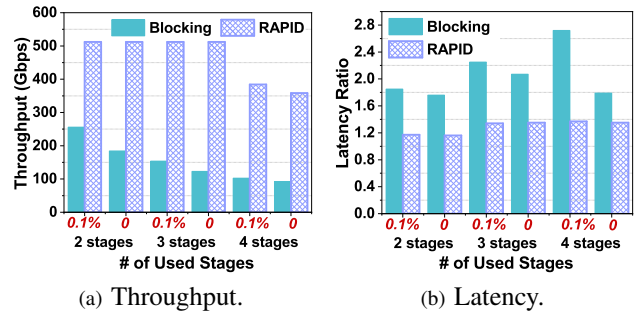 Blocking RAPID
Throughput (Gbps)
600
500
400
300
200
100
0
0.1% 0 0.1% 0 0.1% 0
2 stages 3 stages 4 stages
# of Used Stages
(a) Throughput.
Blocking
RAPID
Latency Ratio
2.8
2.4
2.0
1.6
1.2
0.8
0.4
0.0
0.1% 0 0.1% 0 0.1% 0
2 stages 3 stages 4 stages
# of Used Stages
(b) Latency.